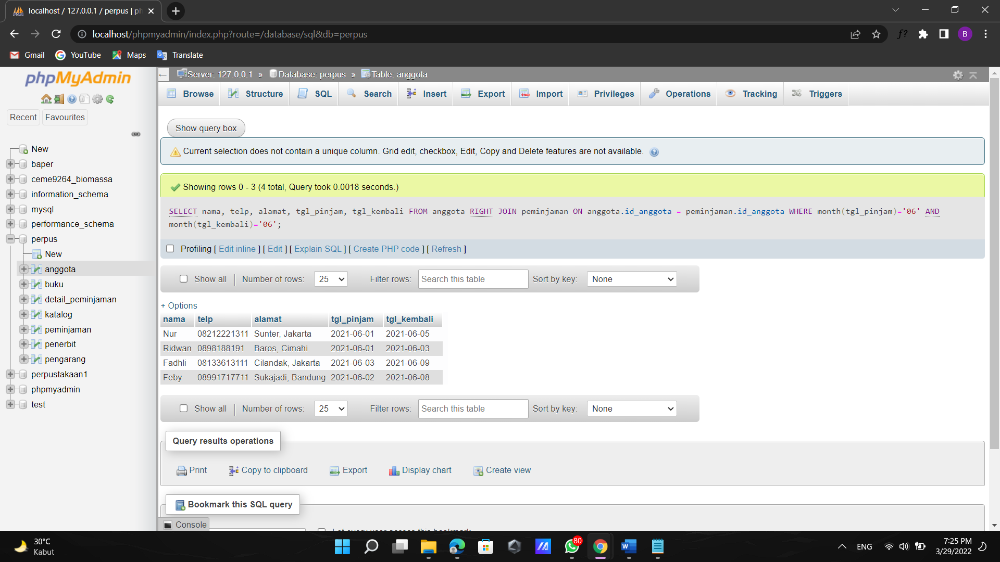 localhost / 127.0.0.1 / perpus | ph
localhost/phpmyadmin/index.php?route=/database/sql&db=perpus
f?
B
Gmail
YouTube
Maps
Translate
phpMyAdmin
Recent
Favourites
New
baper
ceme9264_biomassa
information_schema
mysql
performance_schema
perpus
New
anggota
buku
detail_peminjaman
katalog
peminjaman
penerbit
pengarang
perpustakaan1
phpmyadmin
test
Server: 127.0.0.1 » Database: perpus » Table: anggota
Browse
Structure
SQL
Search
Insert
Export
Import
Privileges
Operations
Tracking
Triggers
Show query box
Current selection does not contain a unique column. Grid edit, checkbox, Edit, Copy and Delete features are not available.
Showing rows 0 - 3 (4 total, Query took 0.0018 seconds.)
SELECT nama, telp, alamat, tgl_pinjam, tgl_kembali FROM anggota RIGHT JOIN peminjaman ON anggota.id_anggota = peminjaman.id_anggota WHERE month(tgl_pinjam)='06' AND
month(tgl_kembali)='06';
Profiling [ Edit inline ] [ Edit ] [ Explain SQL ] [ Create PHP code ] [ Refresh ]
Show all | Number of rows: 25 Filter rows: Search this table Sort by key: None
+ Options
nama telp alamat tgl_pinjam tgl_kembali
Nur 08212221311 Sunter, Jakarta 2021-06-01 2021-06-05
Ridwan 0898188191 Baros, Cimahi 2021-06-01 2021-06-03
Fadhli 08133613111 Cilandak, Jakarta 2021-06-03 2021-06-09
Feby 08991717711 Sukajadi, Bandung 2021-06-02 2021-06-08
Show all | Number of rows: 25 Filter rows: Search this table Sort by key: None
Query results operations
Print
Copy to clipboard
Export
Display chart
Create view
Bookmark this SQL query
Console
30°C
Kabut
80
ENG
7:25 PM
3/29/2022